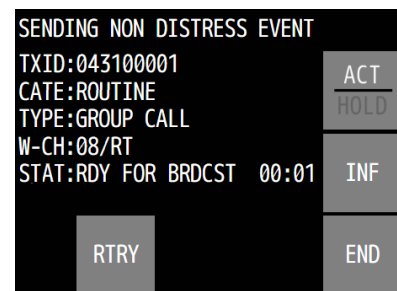 SENDING NON DISTRESS EVENT
TXID:043100001
CATE:ROUTINE
TYPE:GROUP CALL
W-CH:08/RT
STAT:RDY FOR BRDCST 00:01
ACT
HOLD
INF
RTRY
END